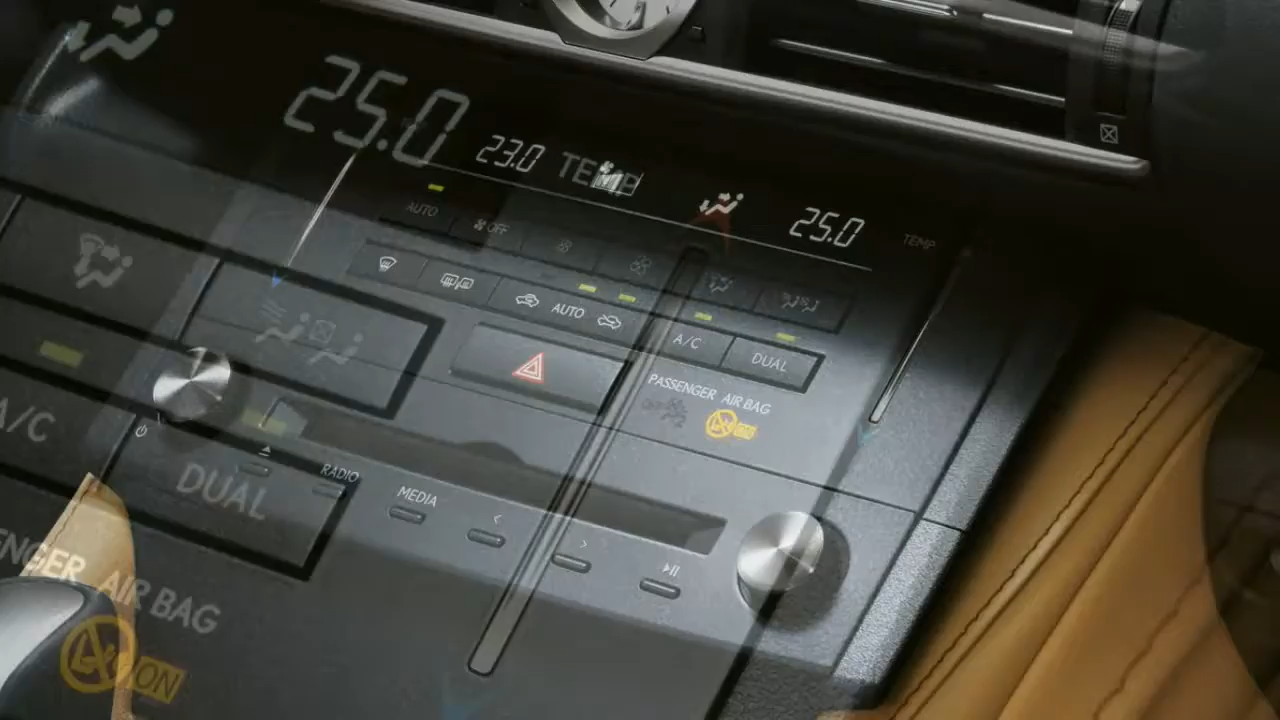 25.0
23.0 TEMP 25.0 TEMP
AUTO OFF
AUTO A/C DUAL
PASSENGER AIR BAG
A/C DUAL
RADIO
MEDIA < > ▶II
ENGER AIR BAG
ON